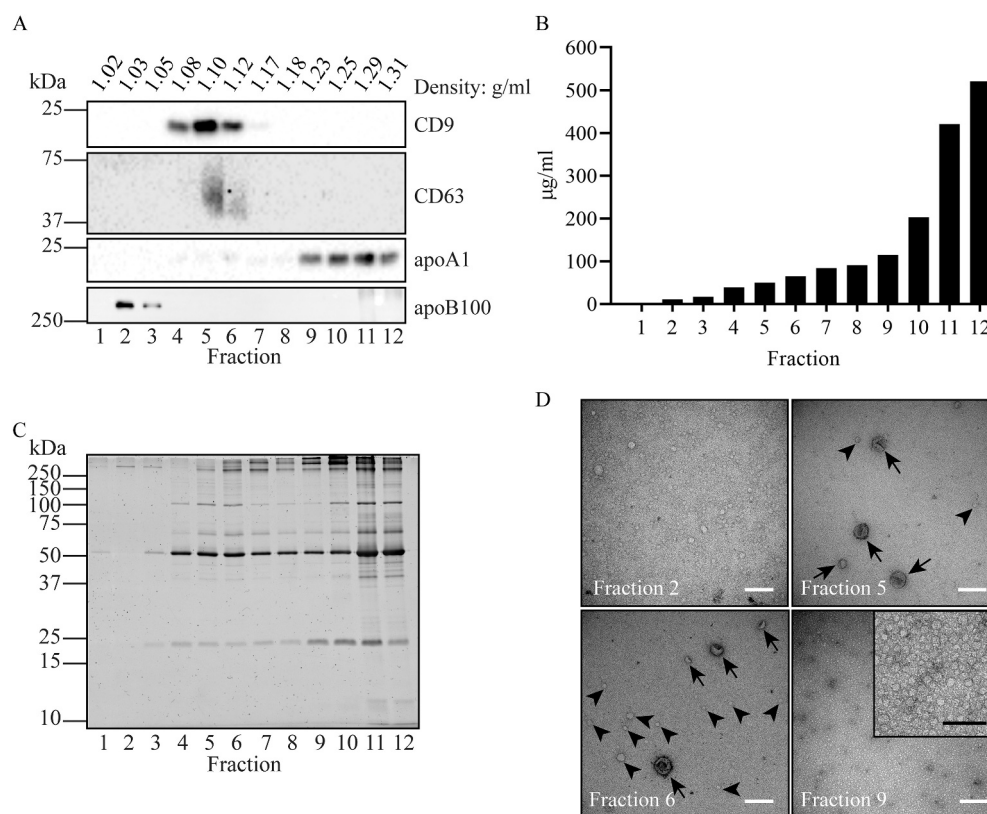 A
kDa
1.02 1.03 1.05 1.08 1.10 1.12 1.17 1.18 1.23 1.25 1.29 1.31
Density: g/ml
25
CD9
75
CD63
37
25
apoA1
apoB100
250
1 2 3 4 5 6 7 8 9 10 11 12
Fraction
B
600
500
400
300
200
100
0
µg/ml
1 2 3 4 5 6 7 8 9 10 11 12
Fraction
C
kDa
250
150
100
75
50
37
25
15
10
1 2 3 4 5 6 7 8 9 10 11 12
Fraction
D
Fraction 2
Fraction 5
Fraction 6
Fraction 9